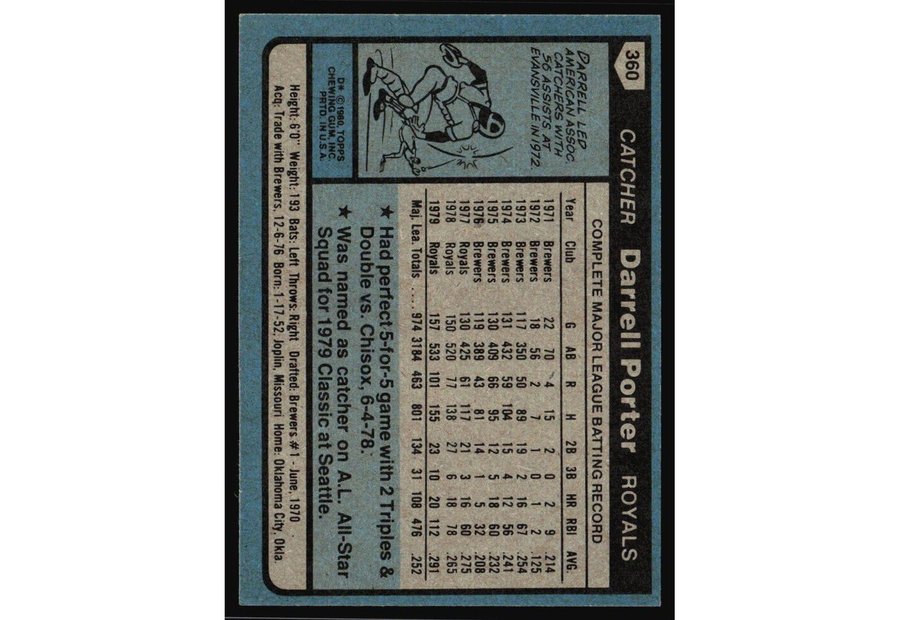 360 CATCHER Darrell Porter ROYALS
DARRELL LED
AMERICAN ASSOC.
CATCHERS WITH
56 ASSISTS AT
EVANSVILLE IN 1972.
D* © 1980, TOPPS
CHEWING GUM, INC.
PRTD. IN U.S.A.
COMPLETE MAJOR LEAGUE BATTING RECORD
Year Club G AB R H 2B 3B HR RBI AVG.
1971 Brewers 22 70 4 15 2 0 2 9 .214
1972 Brewers 18 56 2 7 1 0 1 2 .125
1973 Brewers 117 350 50 89 19 2 16 67 .254
1974 Brewers 131 432 59 104 15 4 12 56 .241
1975 Brewers 130 409 66 95 12 5 18 60 .232
1976 Brewers 119 389 43 81 14 1 5 32 .208
1977 Royals 130 425 61 117 21 3 16 60 .275
1978 Royals 150 520 77 138 27 6 18 78 .265
1979 Royals 157 533 101 155 23 10 20 112 .291
Maj. Lea. Totals .... 974 3184 463 801 134 31 108 476 .252
★ Had perfect 5-for-5 game with 2 Triples &
Double vs. Chisox, 6-4-78.
★ Was named as catcher on A.L. All-Star
Squad for 1979 Classic at Seattle.
Height: 6'0" Weight: 193 Bats: Left Throws: Right Drafted: Brewers #1 - June, 1970
Acq: Trade with Brewers, 12-6-76 Born: 1-17-52, Joplin, Missouri Home: Oklahoma City, Okla.